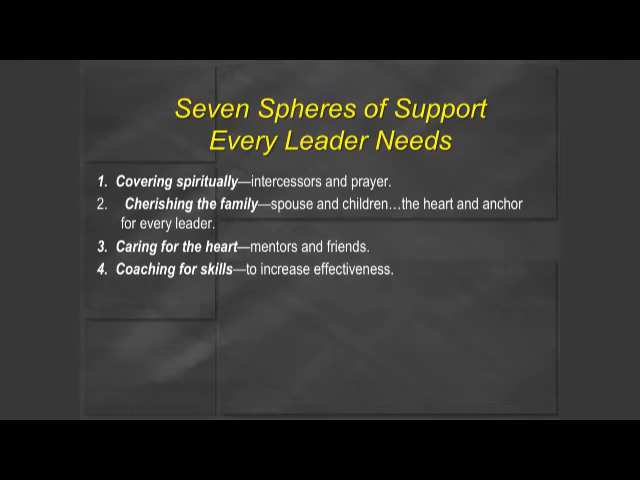 Seven Spheres of Support
Every Leader Needs
1. Covering spiritually—intercessors and prayer.
2. Cherishing the family—spouse and children…the heart and anchor
for every leader.
3. Caring for the heart—mentors and friends.
4. Coaching for skills—to increase effectiveness.